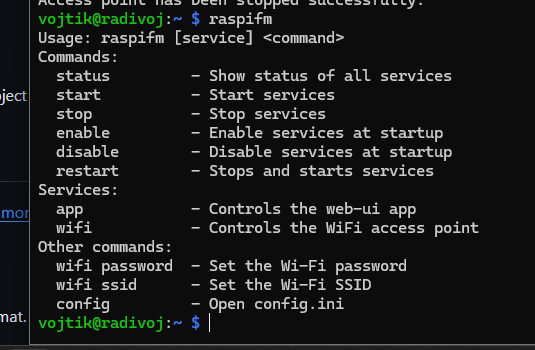 Access point has been stopped successfully.
vojtik@radivoj:~ $ raspifm
Usage: raspifm [service] <command>
Commands:
status - Show status of all services
start - Start services
stop - Stop services
enable - Enable services at startup
disable - Disable services at startup
restart - Stops and starts services
Services:
app - Controls the web-ui app
wifi - Controls the WiFi access point
Other commands:
wifi password - Set the Wi-Fi password
wifi ssid - Set the Wi-Fi SSID
config - Open config.ini
vojtik@radivoj:~ $